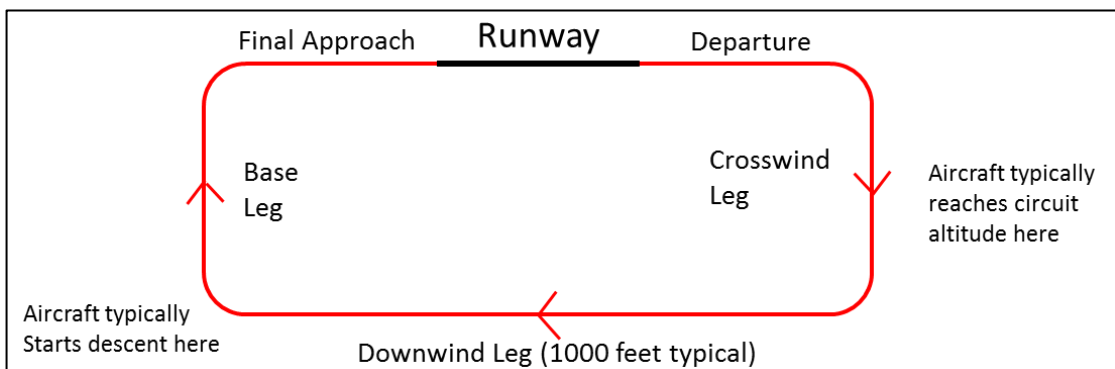 Final Approach
Runway
Departure
Base
Leg
Crosswind
Leg
Aircraft typically
reaches circuit
altitude here
Aircraft typically
Starts descent here
Downwind Leg (1000 feet typical)